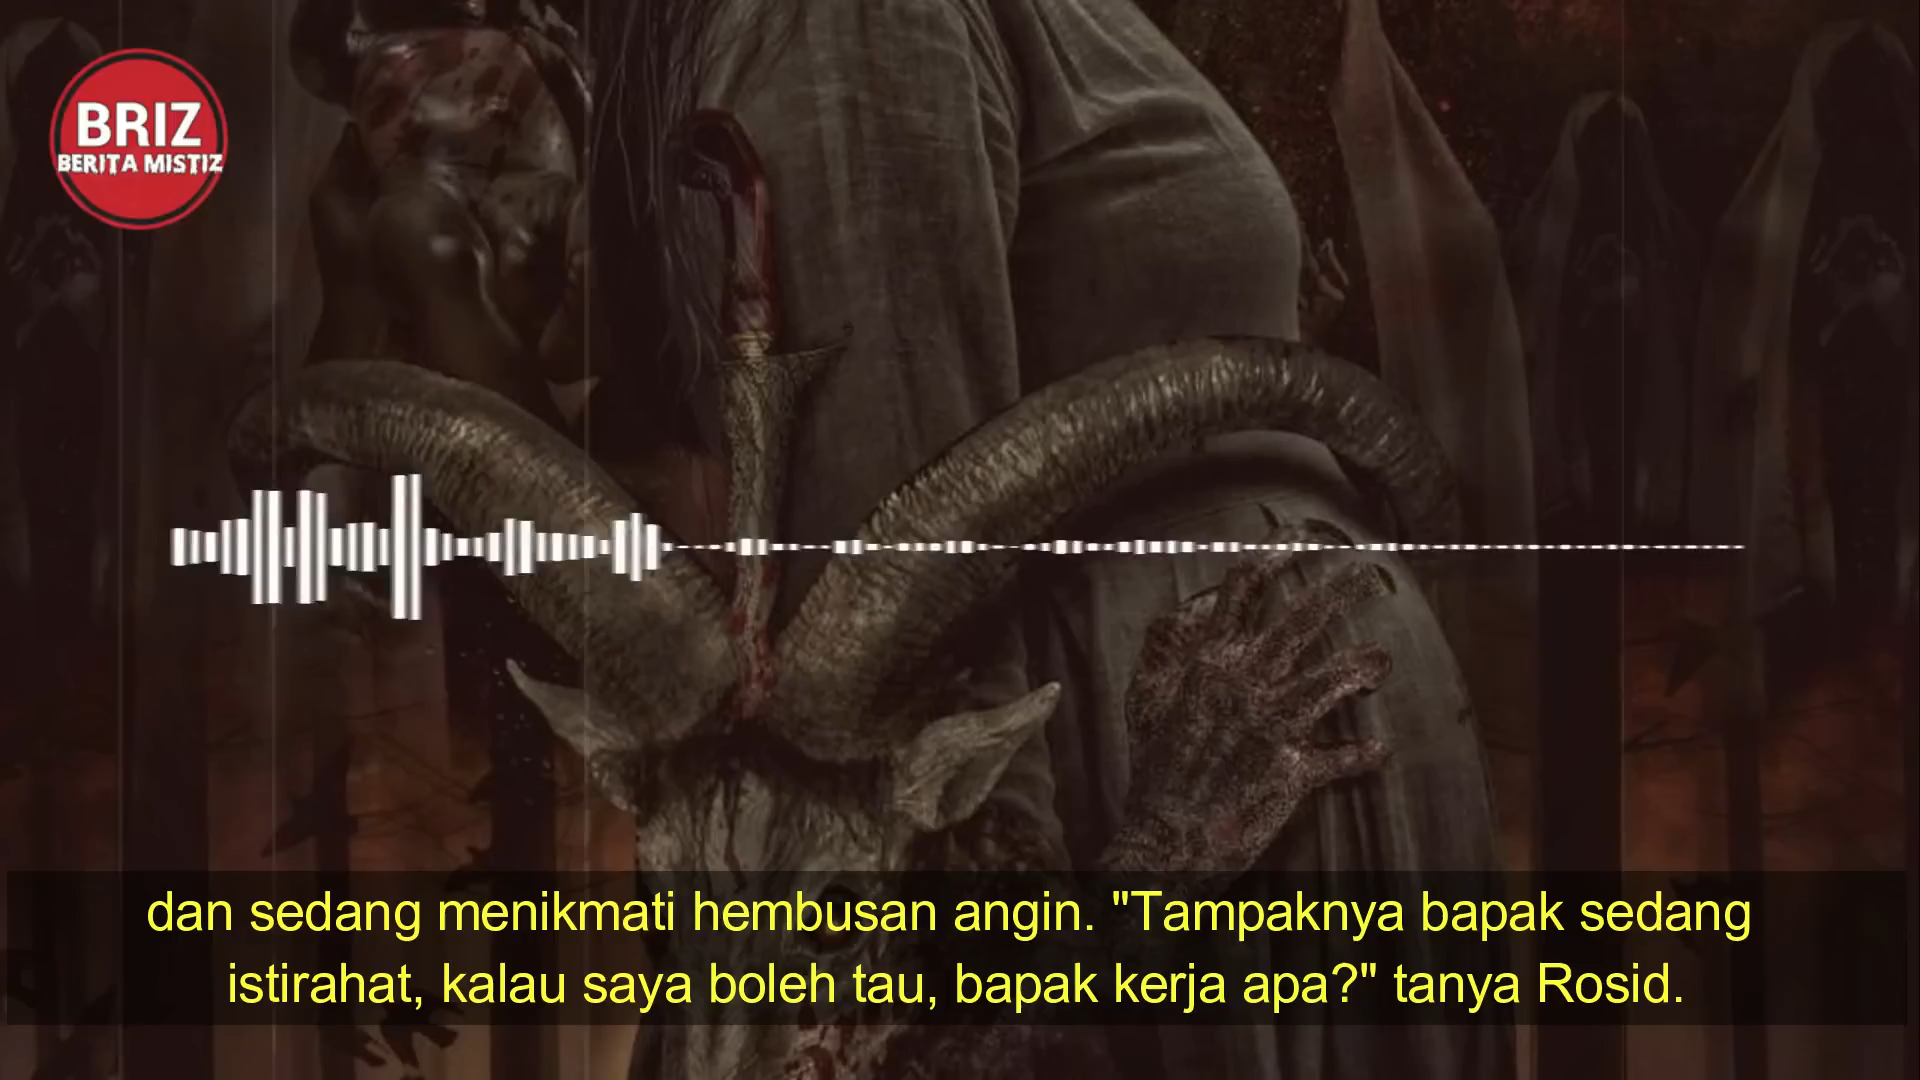 BRIZ
BERITA MISTIZ
dan sedang menikmati hembusan angin. "Tampaknya bapak sedang
istirahat, kalau saya boleh tau, bapak kerja apa?" tanya Rosid.